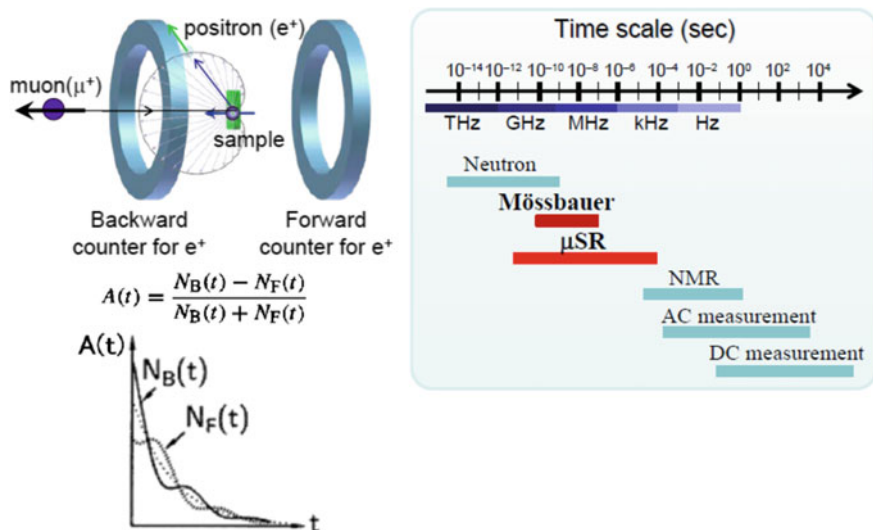 positron (e⁺)
muon(μ⁺)
sample
Backward
counter for e⁺
Forward
counter for e⁺
A(t) = \frac{N_B(t) − N_F(t)}{N_B(t) + N_F(t)}
A(t)
N_B(t)
N_F(t)
t
Time scale (sec)
10⁻¹⁴ 10⁻¹² 10⁻¹⁰ 10⁻⁸ 10⁻⁶ 10⁻⁴ 10⁻² 10⁰ 10² 10⁴
THz GHz MHz kHz Hz
Neutron
Mössbauer
μSR
NMR
AC measurement
DC measurement